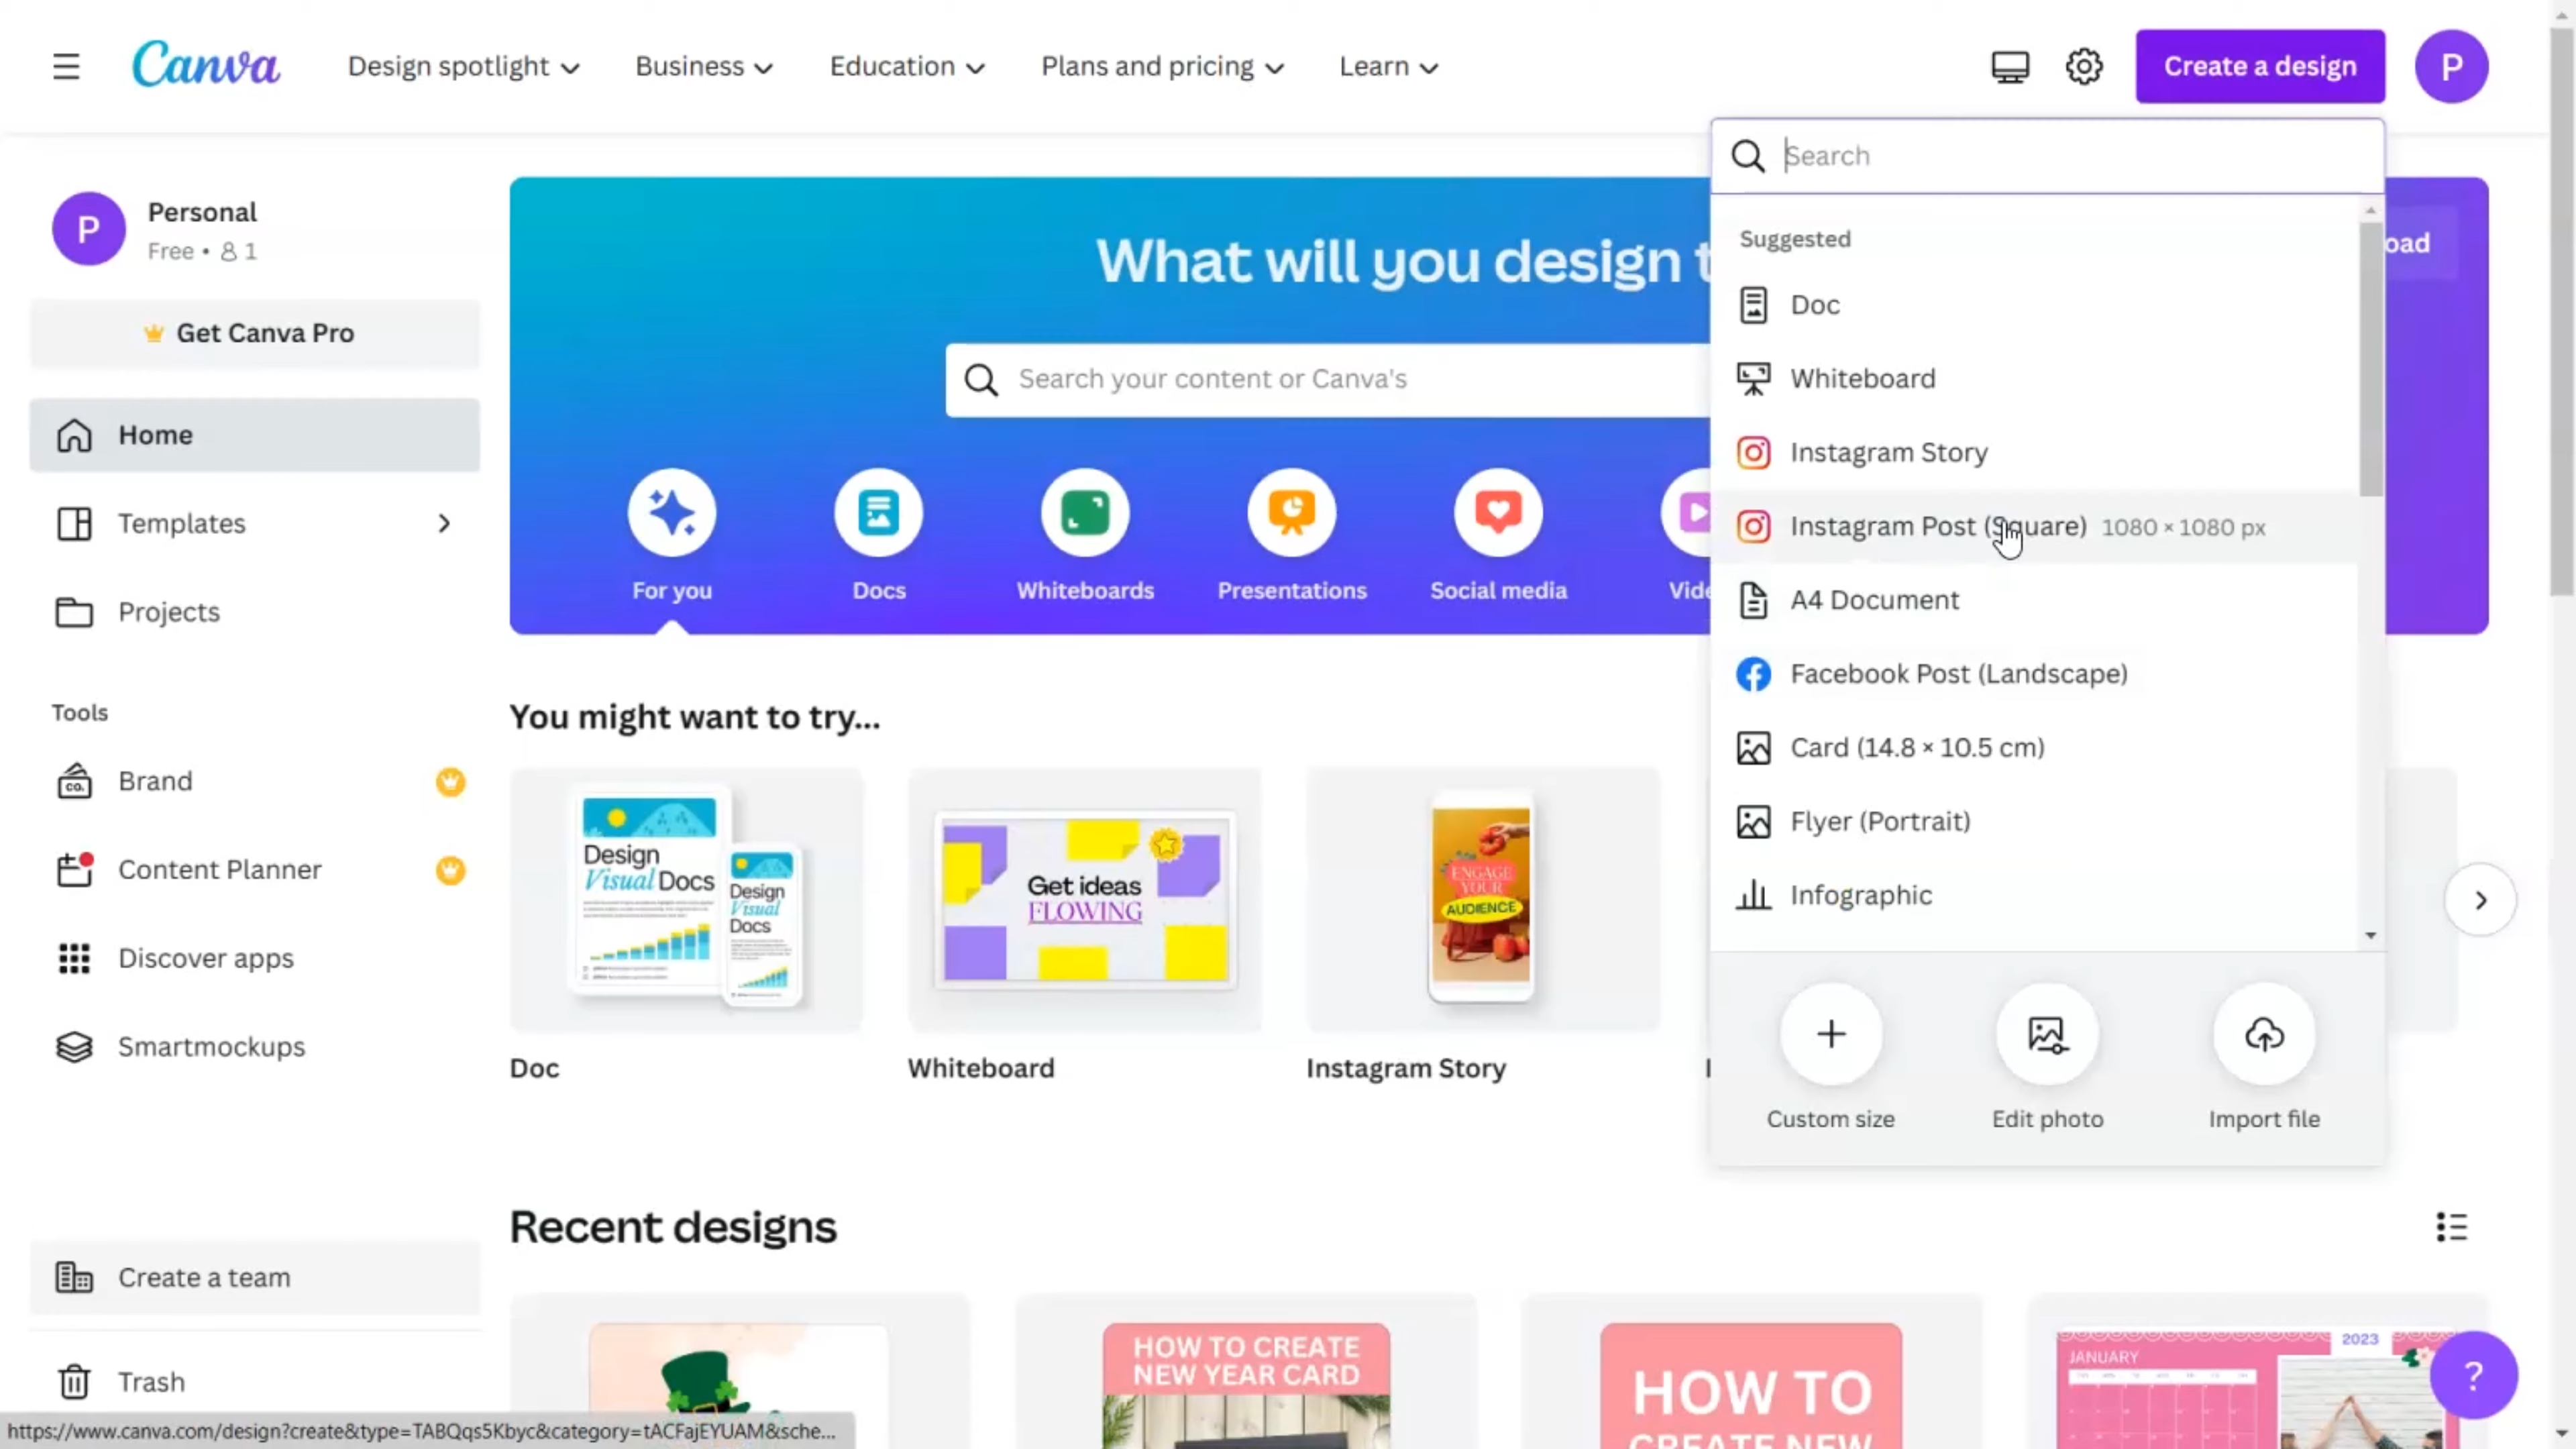 Canva
Design spotlight
Business
Education
Plans and pricing
Learn
Create a design
P
P
Personal
Free • 1
Get Canva Pro
Home
Templates
Projects
Tools
Brand
CO.
Content Planner
Discover apps
Smartmockups
Create a team
Trash
What will you design t
oad
Search your content or Canva's
For you
Docs
Whiteboards
Presentations
Social media
Vide
Search
Suggested
Doc
Whiteboard
Instagram Story
Instagram Post (Square) 1080 × 1080 px
A4 Document
Facebook Post (Landscape)
Card (14.8 × 10.5 cm)
Flyer (Portrait)
Infographic
Custom size
Edit photo
Import file
You might want to try...
Design
Visual Docs
Design
Visual
Docs
Get ideas
FLOWING
ENGAGE
YOUR
AUDIENCE
Doc
Whiteboard
Instagram Story
Recent designs
HOW TO CREATE
NEW YEAR CARD
HOW TO
CREATE NEW
2023
JANUARY
?
https://www.canva.com/design?create&type=TABQqs5Kbyc&category=tACFajEYUAM&sche...